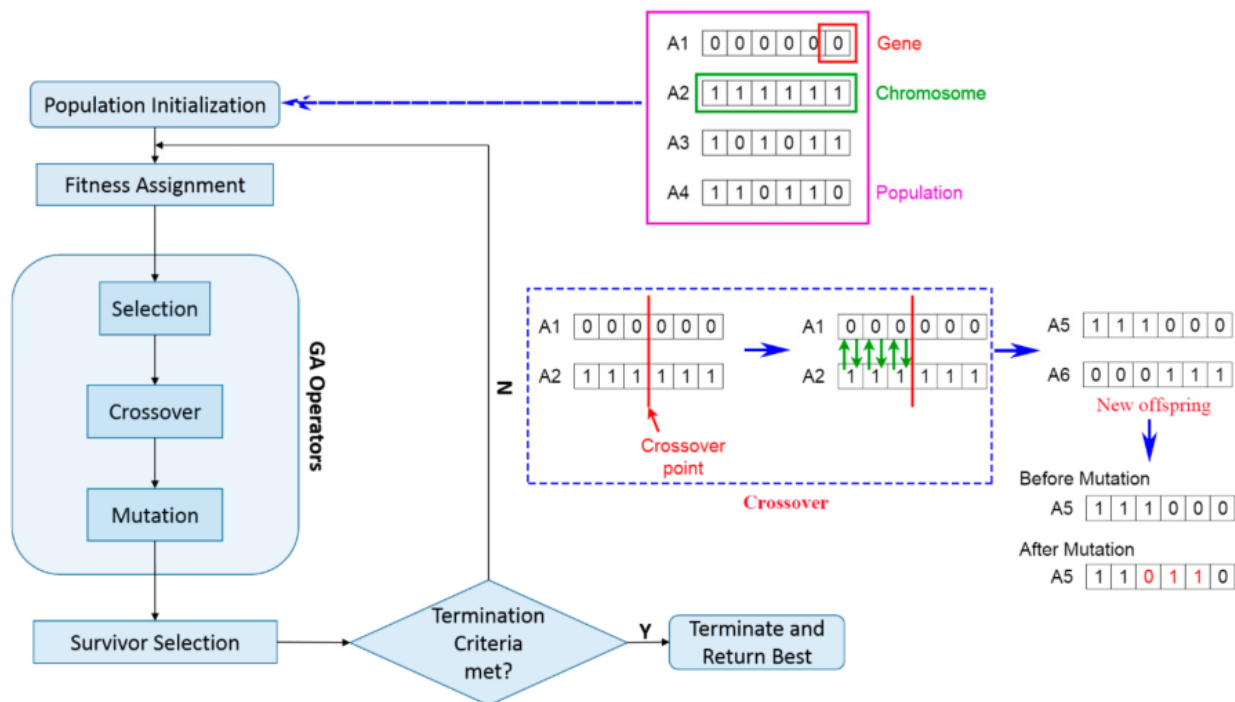 Population Initialization
Fitness Assignment
Selection
Crossover
Mutation
GA Operators
Survivor Selection
Termination
Criteria
met?
N
Y
Terminate and
Return Best
A1 0 0 0 0 0 0 Gene
A2 1 1 1 1 1 1 Chromosome
A3 1 0 1 0 1 1
A4 1 1 0 1 1 0 Population
A1 0 0 0 0 0 0
A2 1 1 1 1 1 1
Crossover
point
A1 0 0 0 0 0 0
A2 1 1 1 1 1 1
Crossover
A5 1 1 1 0 0 0
A6 0 0 0 1 1 1
New offspring
Before Mutation
A5 1 1 1 0 0 0
After Mutation
A5 1 1 0 1 1 0